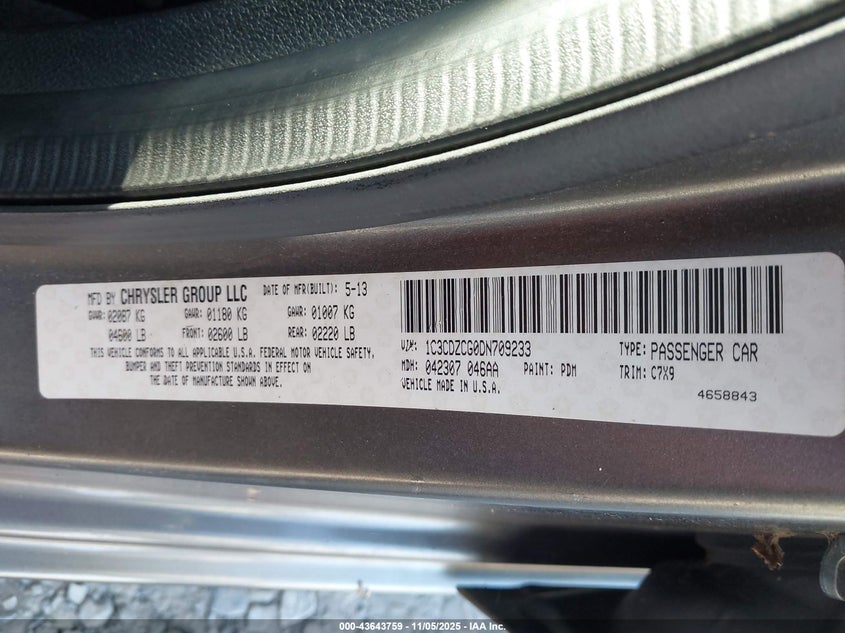 MFD BY CHRYSLER GROUP LLC DATE OF MFR(BUILT): 5-13
GVWR: 02087 KG GAWR: 01180 KG GAWR: 01007 KG
04600 LB FRONT: 02600 LB REAR: 02220 LB
THIS VEHICLE CONFORMS TO ALL APPLICABLE U.S.A. FEDERAL MOTOR VEHICLE SAFETY,
BUMPER AND THEFT PREVENTION STANDARDS IN EFFECT ON
THE DATE OF MANUFACTURE SHOWN ABOVE.
VIN: 1C3CDZCG0DN709233 TYPE: PASSENGER CAR
MDH: 042307 046AA PAINT: PDM TRIM: C7X9
VEHICLE MADE IN U.S.A.
4658843
000-43643759 — 11/05/2025 — IAA Inc.